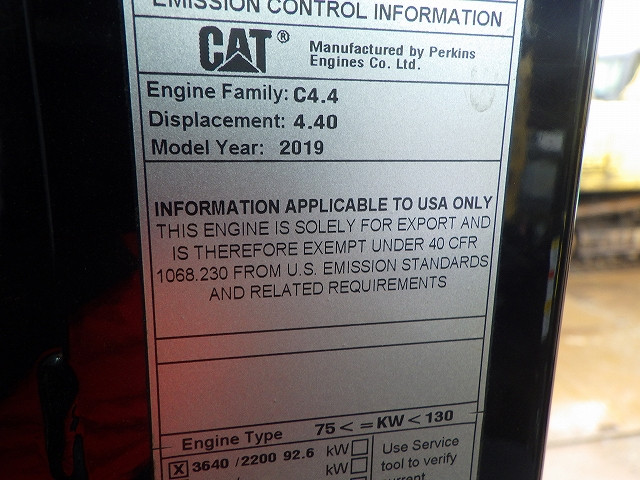 EMISSION CONTROL INFORMATION
CAT® Manufactured by Perkins
Engines Co. Ltd.
Engine Family: C4.4
Displacement: 4.40
Model Year: 2019
INFORMATION APPLICABLE TO USA ONLY
THIS ENGINE IS SOLELY FOR EXPORT AND
IS THEREFORE EXEMPT UNDER 40 CFR
1068.230 FROM U.S. EMISSION STANDARDS
AND RELATED REQUIREMENTS
Engine Type 75 < = KW < 130
X 3640 /2200 92.6 kW
kW
Use Service
tool to verify
current